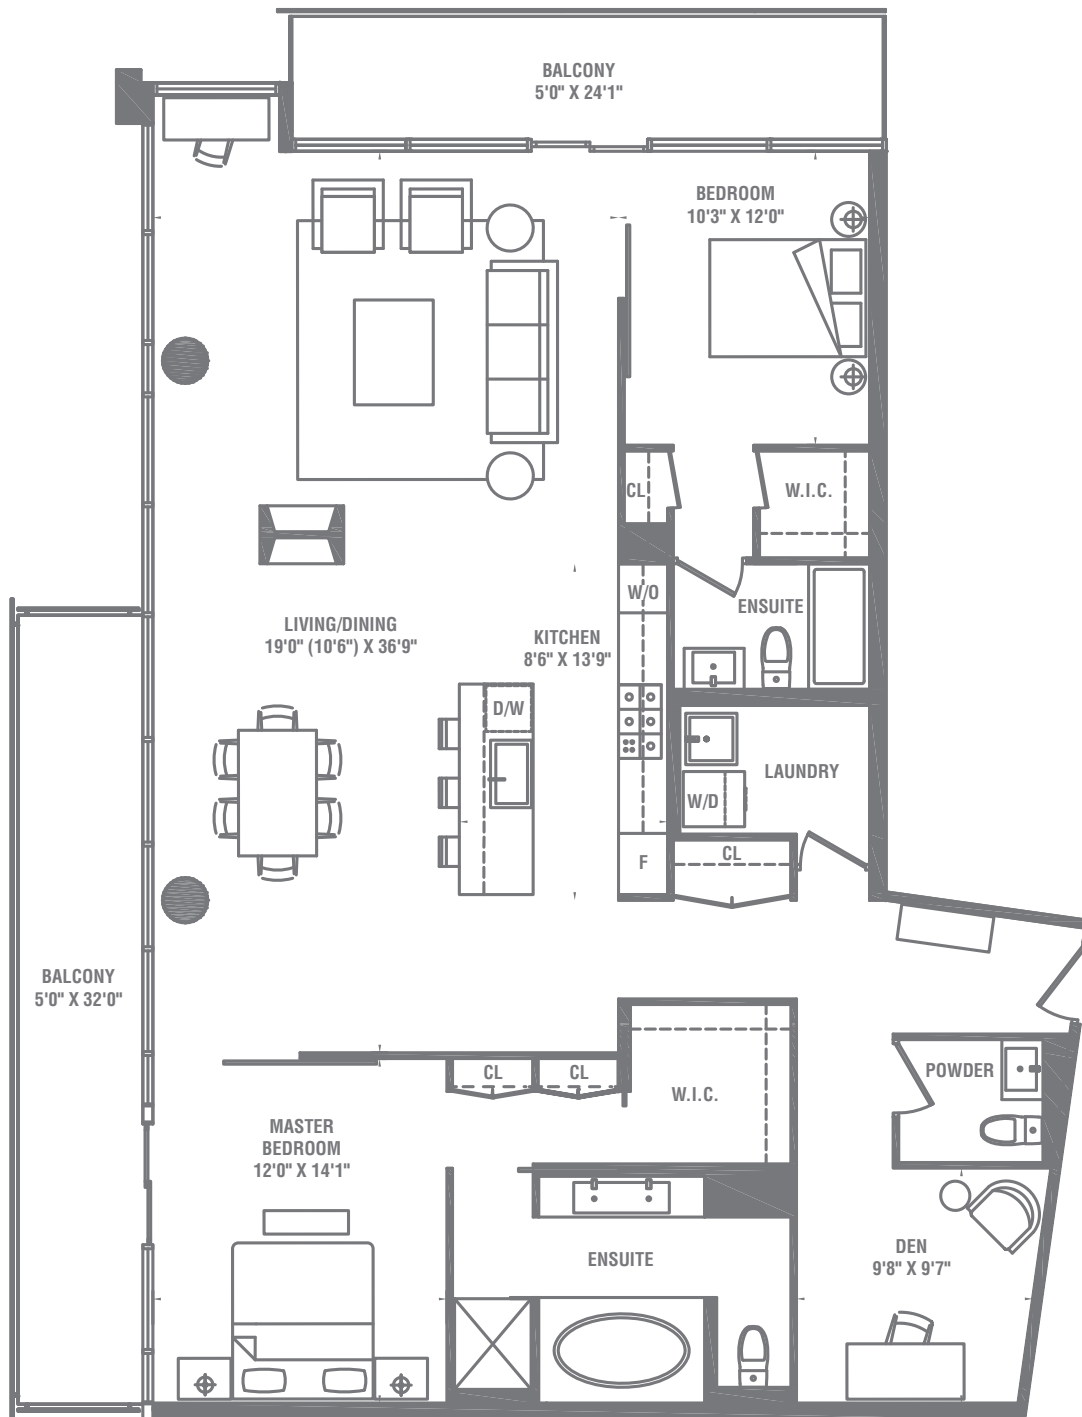 BALCONY
5'0" X 24'1"
BEDROOM
10'3" X 12'0"
CL
W.I.C.
W/O
ENSUITE
LIVING/DINING
19'0" (10'6") X 36'9"
KITCHEN
8'6" X 13'9"
D/W
LAUNDRY
W/D
F
CL
BALCONY
5'0" X 32'0"
CL
CL
W.I.C.
POWDER
MASTER
BEDROOM
12'0" X 14'1"
ENSUITE
DEN
9'8" X 9'7"